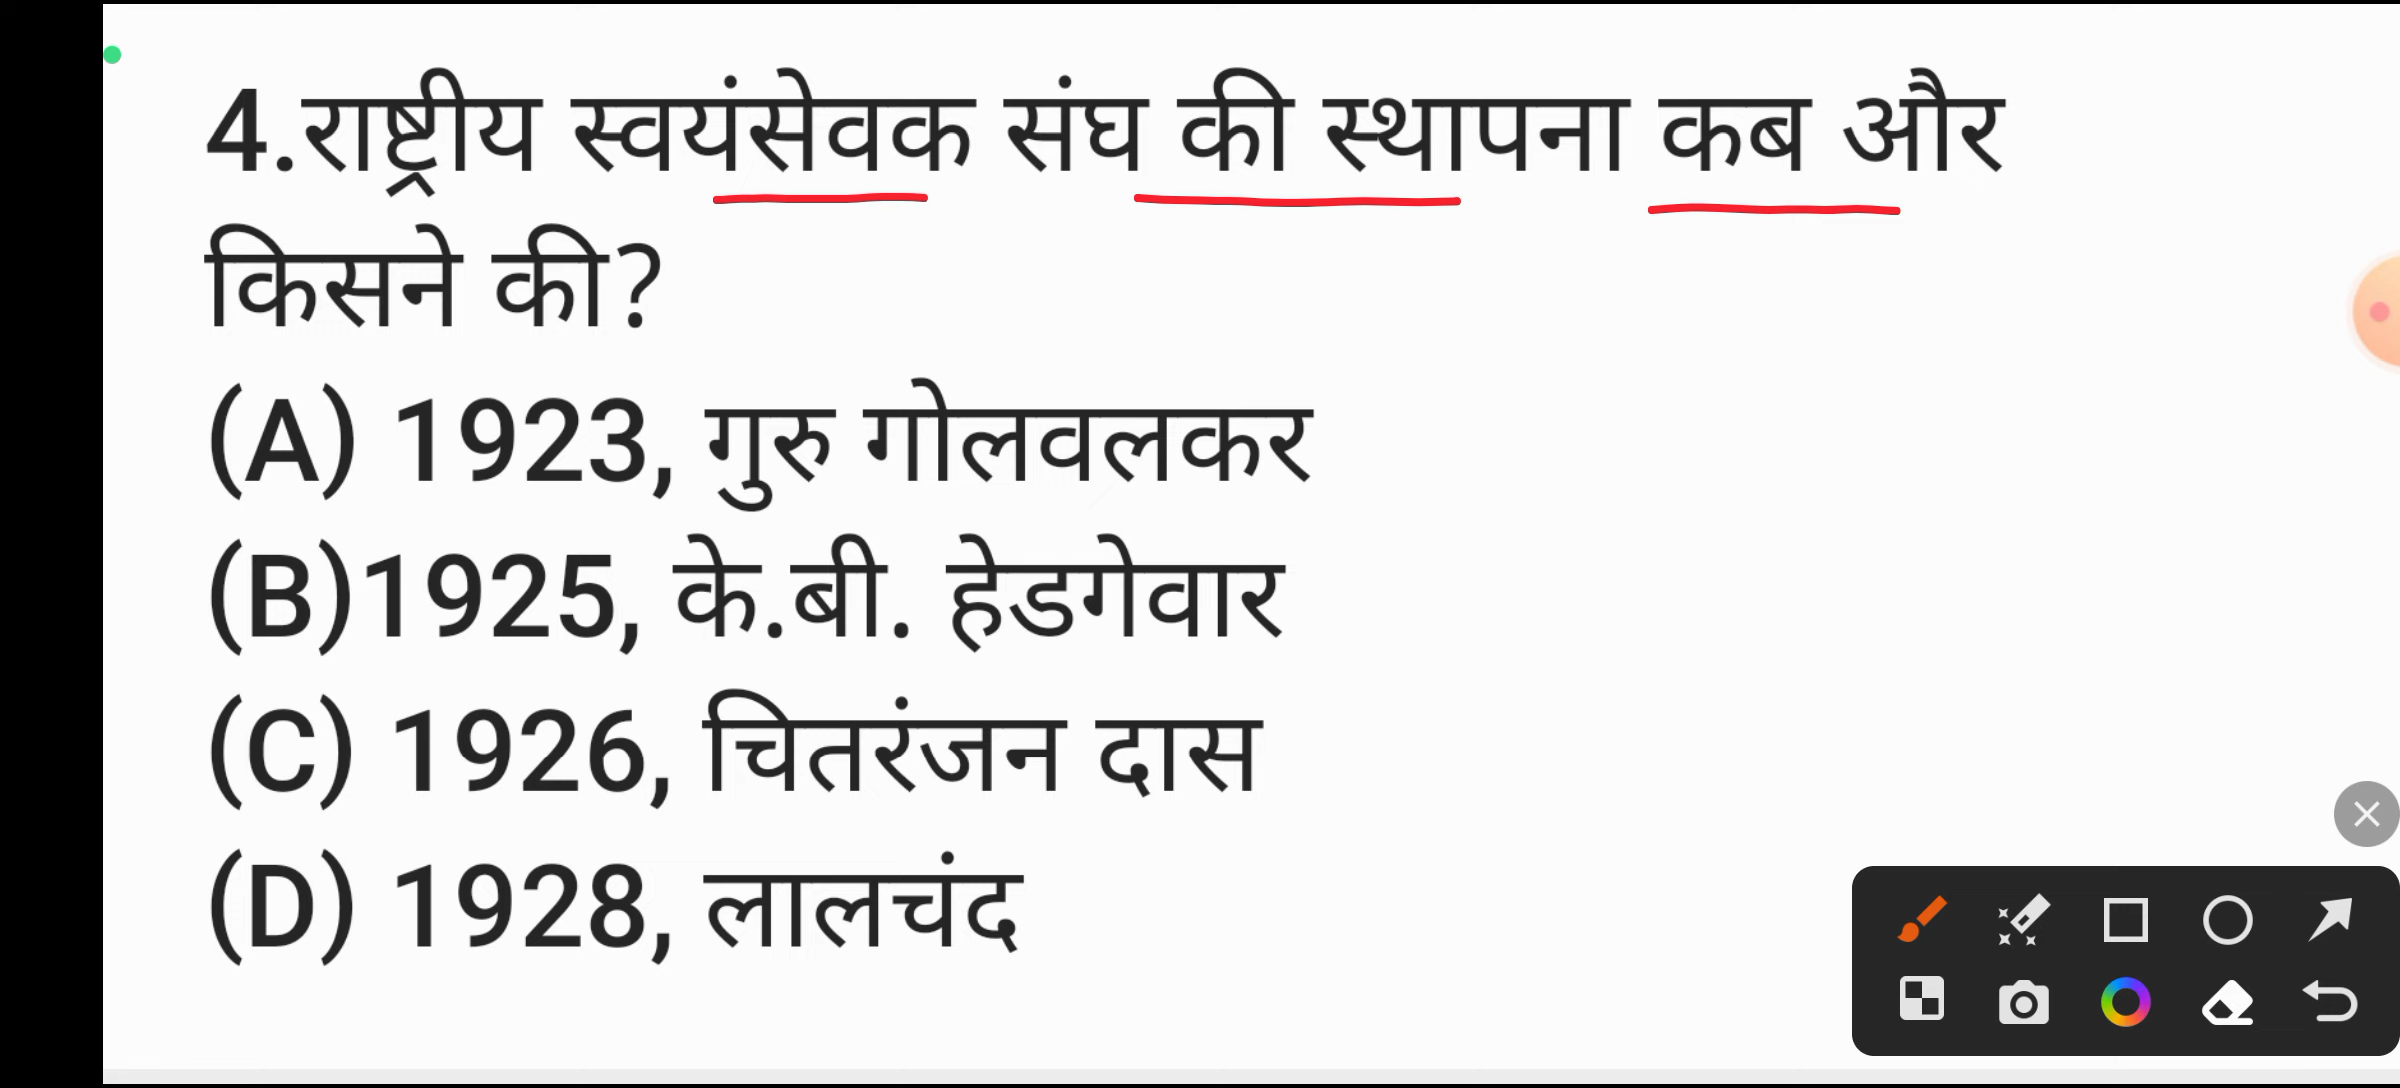 4.राष्ट्रीय स्वयंसेवक संघ की स्थापना कब और
किसने की?
(A) 1923, गुरु गोलवलकर
(B)1925, के.बी. हेडगेवार
(C) 1926, चितरंजन दास
(D) 1928, लालचंद